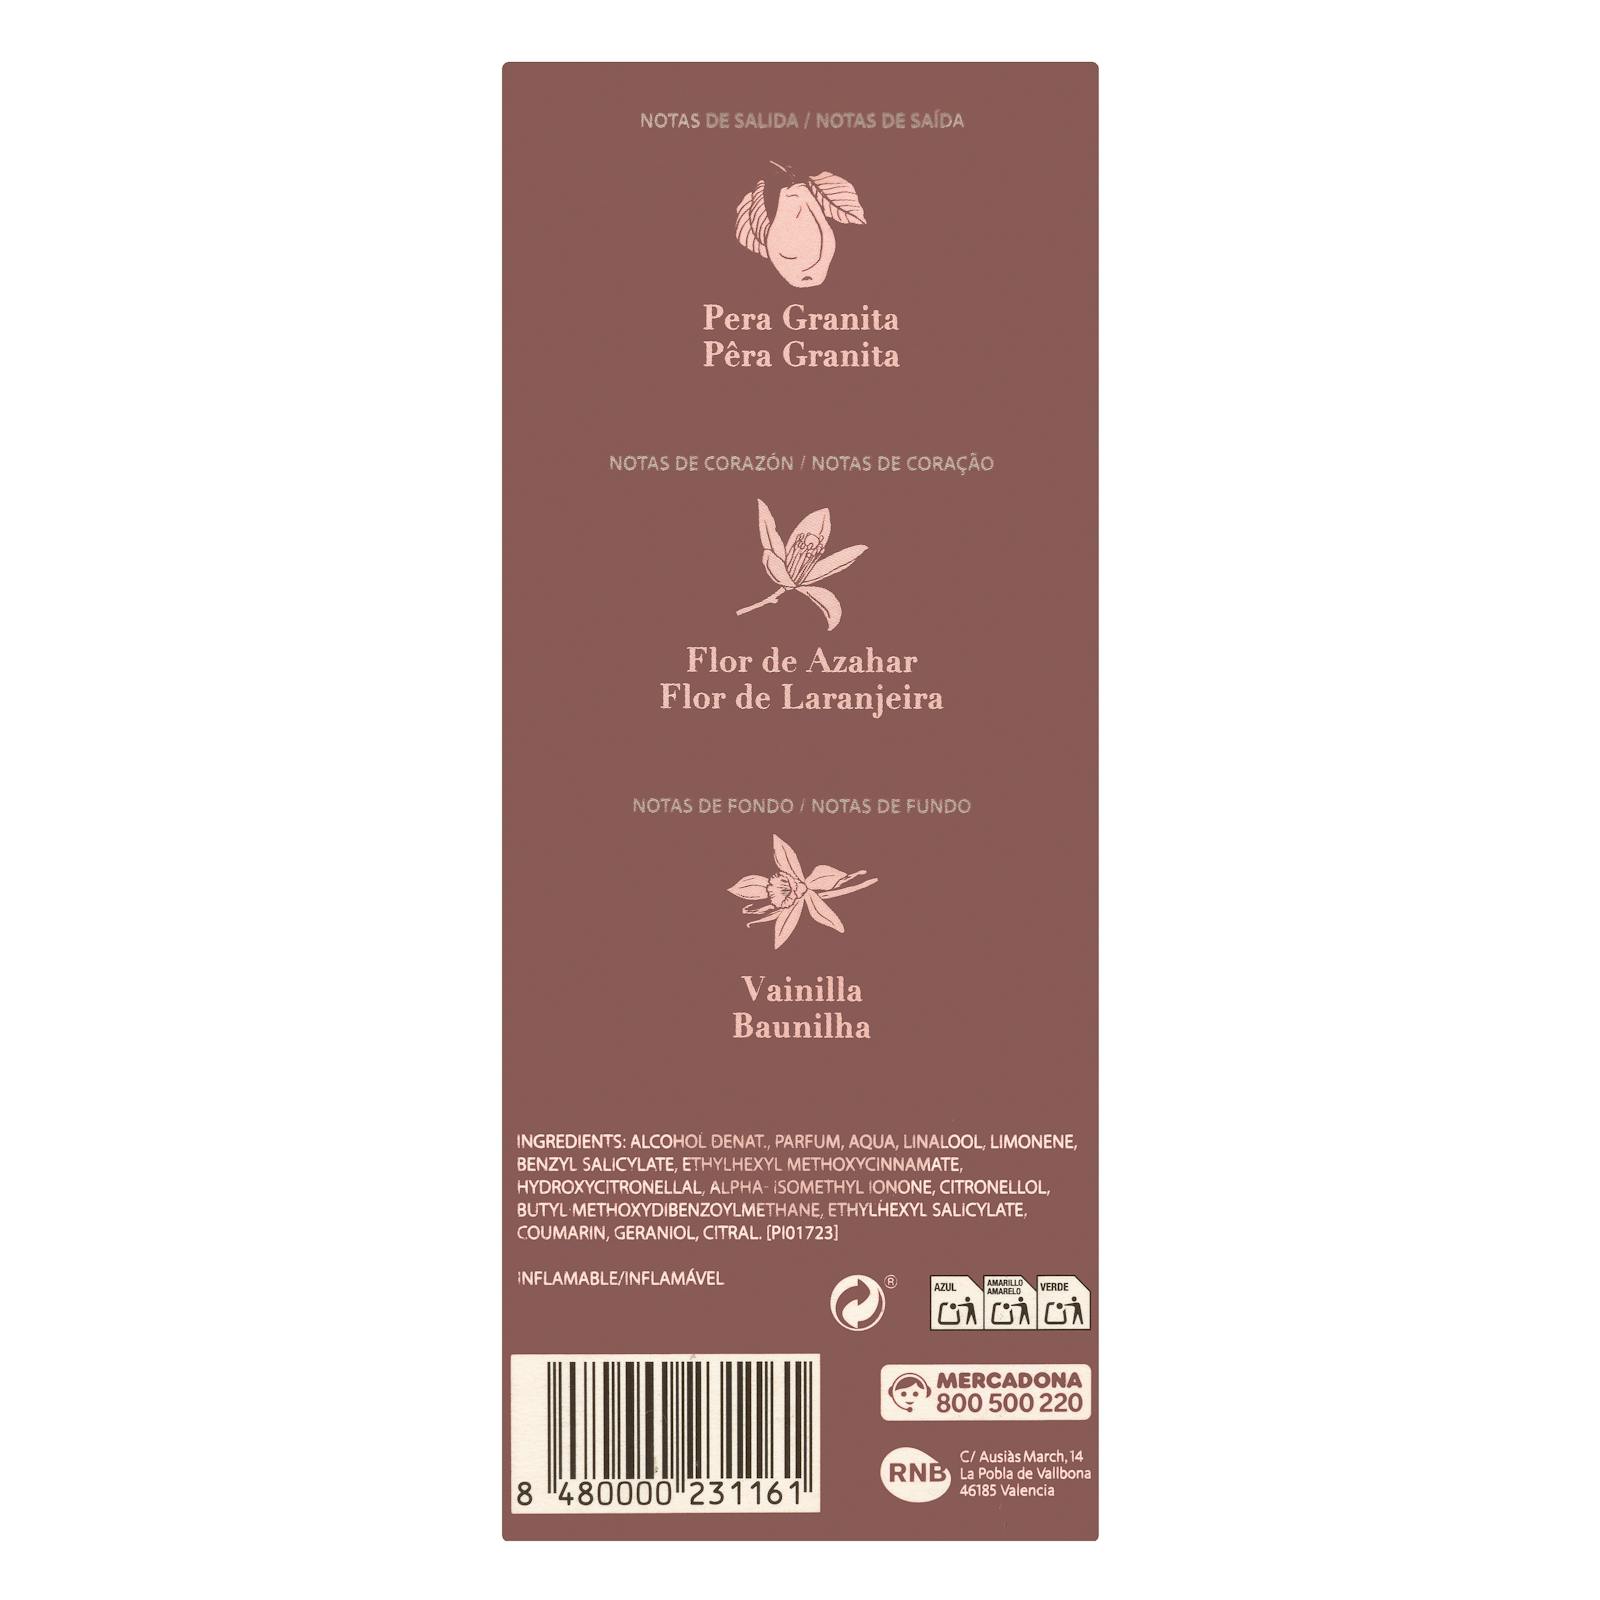 NOTAS DE SALIDA / NOTAS DE SAÍDA
Pera Granita
Pêra Granita
NOTAS DE CORAZÓN / NOTAS DE CORAÇÃO
Flor de Azahar
Flor de Laranjeira
NOTAS DE FONDO / NOTAS DE FUNDO
Vainilla
Baunilha
INGREDIENTS: ALCOHOL DENAT., PARFUM, AQUA, LINALOOL, LIMONENE,
BENZYL SALICYLATE, ETHYLHEXYL METHOXYCINNAMATE,
HYDROXYCITRONELLAL, ALPHA- ISOMETHYL IONONE, CITRONELLOL,
BUTYL METHOXYDIBENZOYLMETHANE, ETHYLHEXYL SALICYLATE,
COUMARIN, GERANIOL, CITRAL. [PI01723]
INFLAMABLE/INFLAMÁVEL
®
AZUL
AMARILLO
AMARELO
VERDE
MERCADONA
800 500 220
RNB
C/ Ausiàs March, 14
La Pobla de Vallbona
46185 Valencia
8 480000 231161